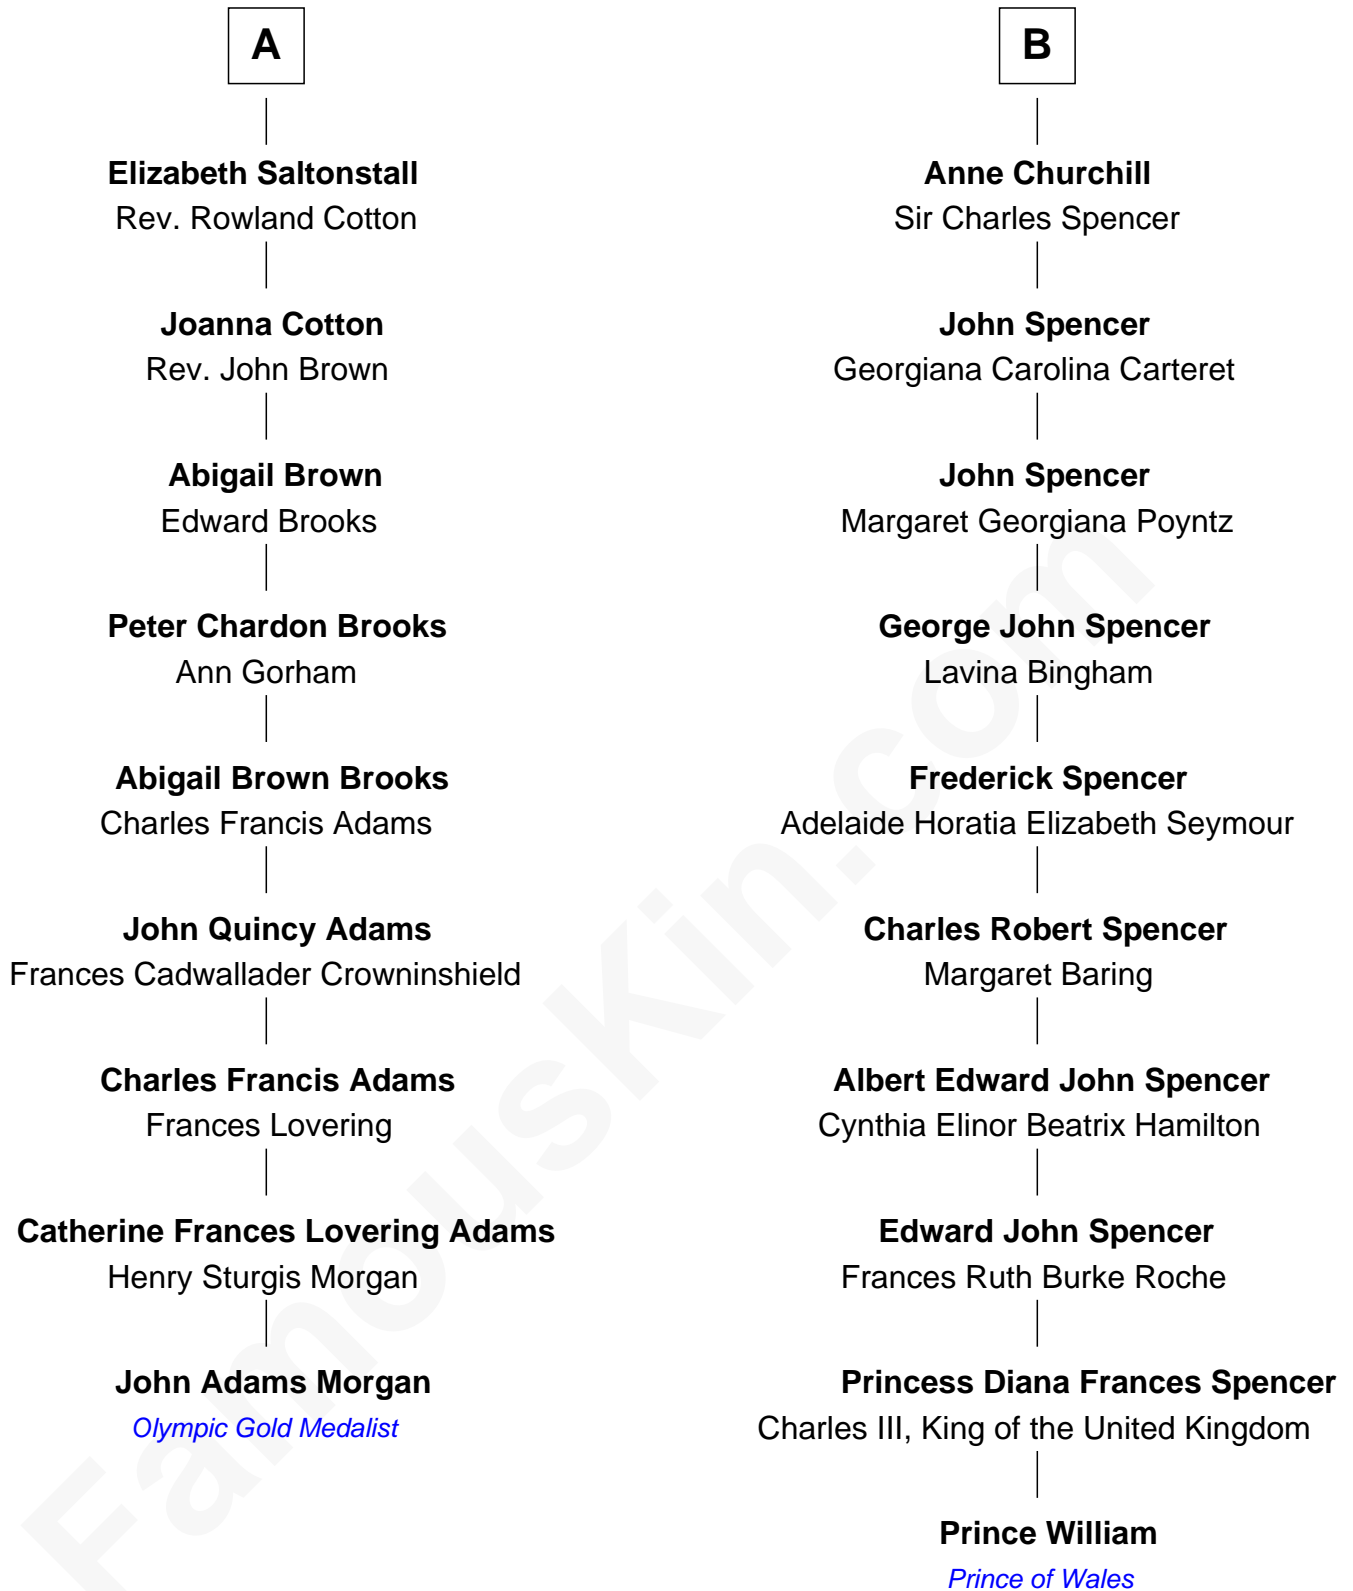 A
Elizabeth Saltonstall
Rev. Rowland Cotton
Joanna Cotton
Rev. John Brown
Abigail Brown
Edward Brooks
Peter Chardon Brooks
Ann Gorham
Abigail Brown Brooks
Charles Francis Adams
John Quincy Adams
Frances Cadwallader Crowninshield
Charles Francis Adams
Frances Lovering
Catherine Frances Lovering Adams
Henry Sturgis Morgan
John Adams Morgan
Olympic Gold Medalist
B
Anne Churchill
Sir Charles Spencer
John Spencer
Georgiana Carolina Carteret
John Spencer
Margaret Georgiana Poyntz
George John Spencer
Lavina Bingham
Frederick Spencer
Adelaide Horatia Elizabeth Seymour
Charles Robert Spencer
Margaret Baring
Albert Edward John Spencer
Cynthia Elinor Beatrix Hamilton
Edward John Spencer
Frances Ruth Burke Roche
Princess Diana Frances Spencer
Charles III, King of the United Kingdom
Prince William
Prince of Wales
FamousKin.com